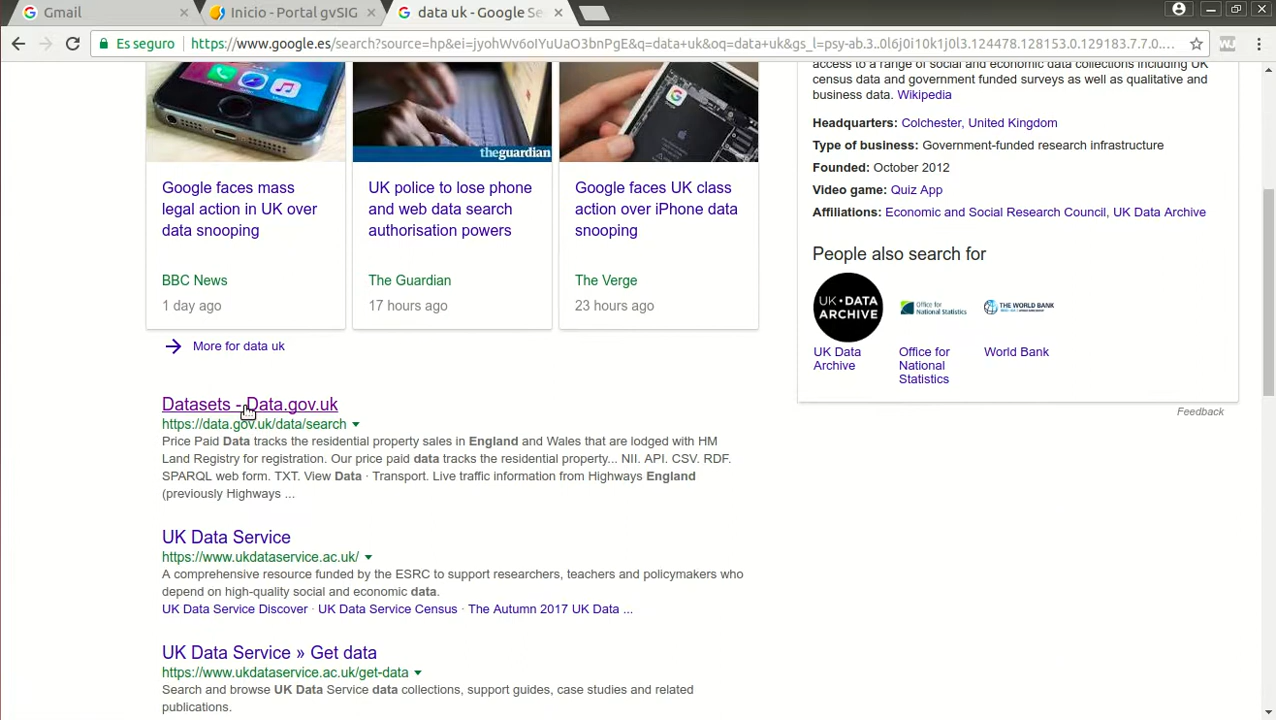 Gmail
Inicio - Portal gvSIG
data uk - Google Se
Es seguro
https://www.google.es/search?source=hp&ei=jyohWv6oIYuUaO3bnPgE&q=data+uk&oq=data+uk&gs_l=psy-ab.3..0l6j0i10k1j0l3.124478.128153.0.129183.7.7.0....
theguardian
Google faces mass
legal action in UK over
data snooping
BBC News
1 day ago
UK police to lose phone
and web data search
authorisation powers
The Guardian
17 hours ago
Google faces UK class
action over iPhone data
snooping
The Verge
23 hours ago
More for data uk
Datasets - Data.gov.uk
https://data.gov.uk/data/search
Price Paid Data tracks the residential property sales in England and Wales that are lodged with HM
Land Registry for registration. Our price paid data tracks the residential property... NII. API. CSV. RDF.
SPARQL web form. TXT. View Data · Transport. Live traffic information from Highways England
(previously Highways ...
UK Data Service
https://www.ukdataservice.ac.uk/
A comprehensive resource funded by the ESRC to support researchers, teachers and policymakers who
depend on high-quality social and economic data.
UK Data Service Discover · UK Data Service Census · The Autumn 2017 UK Data ...
UK Data Service » Get data
https://www.ukdataservice.ac.uk/get-data
Search and browse UK Data Service data collections, support guides, case studies and related
publications.
access to a range of social and economic data collections including UK
census data and government funded surveys as well as qualitative and
business data. Wikipedia
Headquarters: Colchester, United Kingdom
Type of business: Government-funded research infrastructure
Founded: October 2012
Video game: Quiz App
Affiliations: Economic and Social Research Council, UK Data Archive
People also search for
UK·DATA
ARCHIVE
Office for
National Statistics
THE WORLD BANK
UK Data
Archive
Office for
National
Statistics
World Bank
Feedback